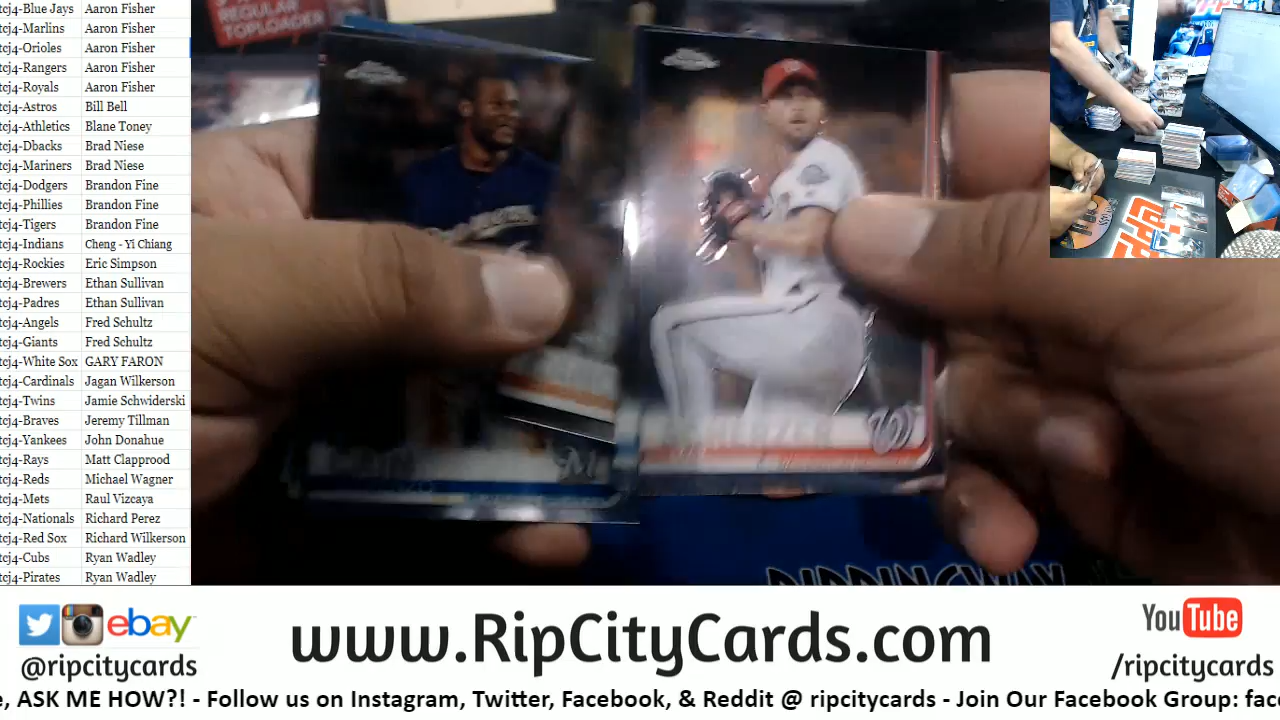 tcj4-Blue Jays Aaron Fisher
tcj4-Marlins Aaron Fisher
tcj4-Orioles Aaron Fisher
tcj4-Rangers Aaron Fisher
tcj4-Royals Aaron Fisher
tcj4-Astros Bill Bell
tcj4-Athletics Blane Toney
tcj4-Dbacks Brad Niese
tcj4-Mariners Brad Niese
tcj4-Dodgers Brandon Fine
tcj4-Phillies Brandon Fine
tcj4-Tigers Brandon Fine
tcj4-Indians Cheng - Yi Chiang
tcj4-Rockies Eric Simpson
tcj4-Brewers Ethan Sullivan
tcj4-Padres Ethan Sullivan
tcj4-Angels Fred Schultz
tcj4-Giants Fred Schultz
tcj4-White Sox GARY FARON
tcj4-Cardinals Jagan Wilkerson
tcj4-Twins Jamie Schwiderski
tcj4-Braves Jeremy Tillman
tcj4-Yankees John Donahue
tcj4-Rays Matt Clapprood
tcj4-Reds Michael Wagner
tcj4-Mets Raul Vizcaya
tcj4-Nationals Richard Perez
tcj4-Red Sox Richard Wilkerson
tcj4-Cubs Ryan Wadley
tcj4-Pirates Ryan Wadley
REGULAR
TOPLOADER
ebay
@ripcitycards
www.RipCityCards.com
YouTube
/ripcitycards
e, ASK ME HOW?! - Follow us on Instagram, Twitter, Facebook, & Reddit @ ripcitycards - Join Our Facebook Group: fac